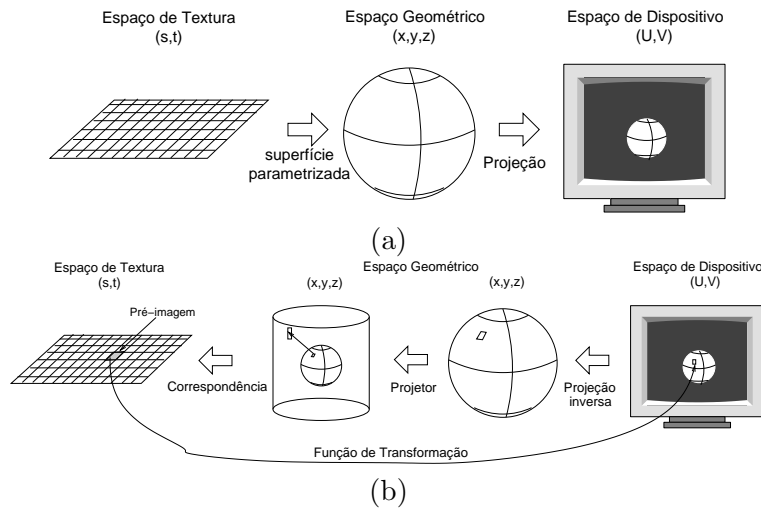 Espaço de Textura
(s,t)
Espaço Geométrico
(x,y,z)
Espaço de Dispositivo
(U,V)
superfície
parametrizada
Projeção
(a)
Espaço de Textura
(s,t)
Espaço Geométrico
(x,y,z)
(x,y,z)
Espaço de Dispositivo
(U,V)
Pré-imagem
Correspondência
Projetor
Projeção
inversa
Função de Transformação
(b)